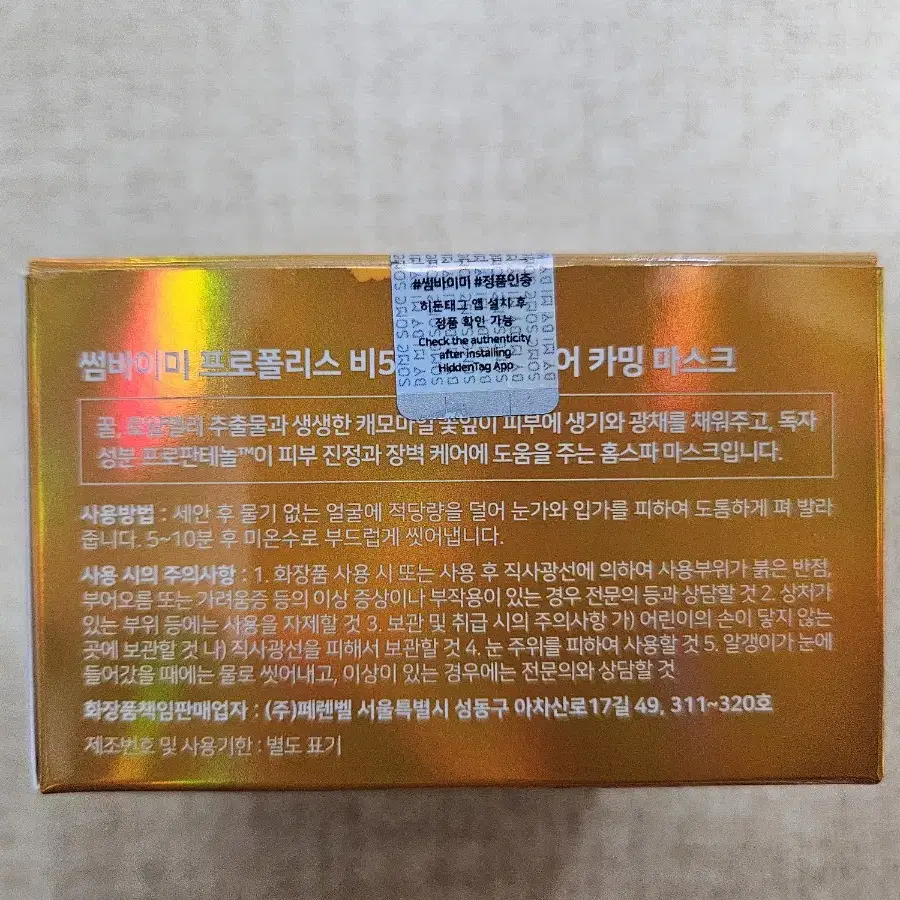 #썸바이미 #정품인증
히든태그 앱 설치 후
정품 확인 가능
Check the authenticity
after installing
HiddenTag App
SOME BY MI
썸바이미 프로폴리스 비5 어 카밍 마스크
꿀, 로얄젤리 추출물과 생생한 캐모마일 꽃잎이 피부에 생기와 광채를 채워주고, 독자
성분 프로판테놀™이 피부 진정과 장벽 케어에 도움을 주는 홈스파 마스크입니다.
사용방법 : 세안 후 물기 없는 얼굴에 적당량을 덜어 눈가와 입가를 피하여 도톰하게 펴 발라
줍니다. 5~10분 후 미온수로 부드럽게 씻어냅니다.
사용 시의 주의사항 : 1. 화장품 사용 시 또는 사용 후 직사광선에 의하여 사용부위가 붉은 반점,
부어오름 또는 가려움증 등의 이상 증상이나 부작용이 있는 경우 전문의 등과 상담할 것 2. 상처가
있는 부위 등에는 사용을 자제할 것 3. 보관 및 취급 시의 주의사항 가) 어린이의 손이 닿지 않는
곳에 보관할 것 나) 직사광선을 피해서 보관할 것 4. 눈 주위를 피하여 사용할 것 5. 알갱이가 눈에
들어갔을 때에는 물로 씻어내고, 이상이 있는 경우에는 전문의와 상담할 것
화장품책임판매업자 : (주)페렌벨 서울특별시 성동구 아차산로17길 49, 311~320호
제조번호 및 사용기한 : 별도 표기